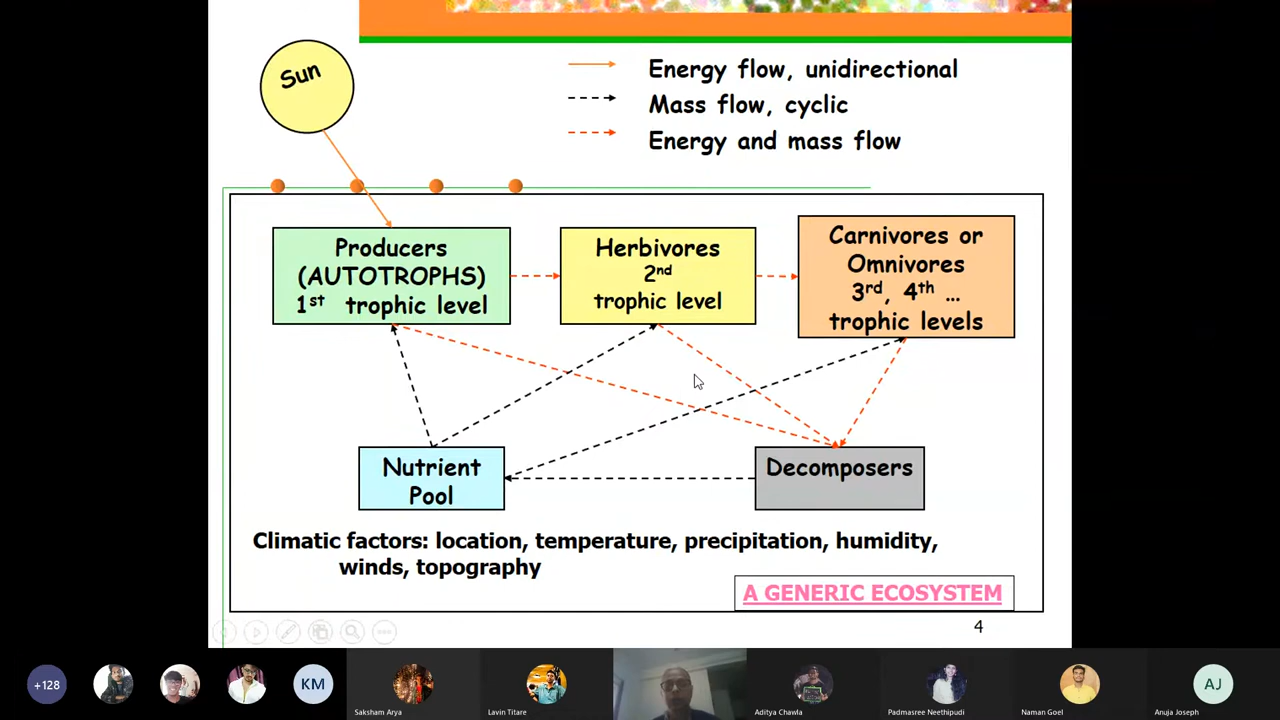 Sun
Energy flow, unidirectional
Mass flow, cyclic
Energy and mass flow
Producers
(AUTOTROPHS)
1st trophic level
Herbivores
2nd
trophic level
Carnivores or
Omnivores
3rd, 4th ...
trophic levels
Nutrient
Pool
Decomposers
Climatic factors: location, temperature, precipitation, humidity,
winds, topography
A GENERIC ECOSYSTEM
4
+128
KM
Saksham Arya
Lavin Titare
Aditya Chawla
Padmasree Neethipudi
Naman Goel
AJ
Anuja Joseph